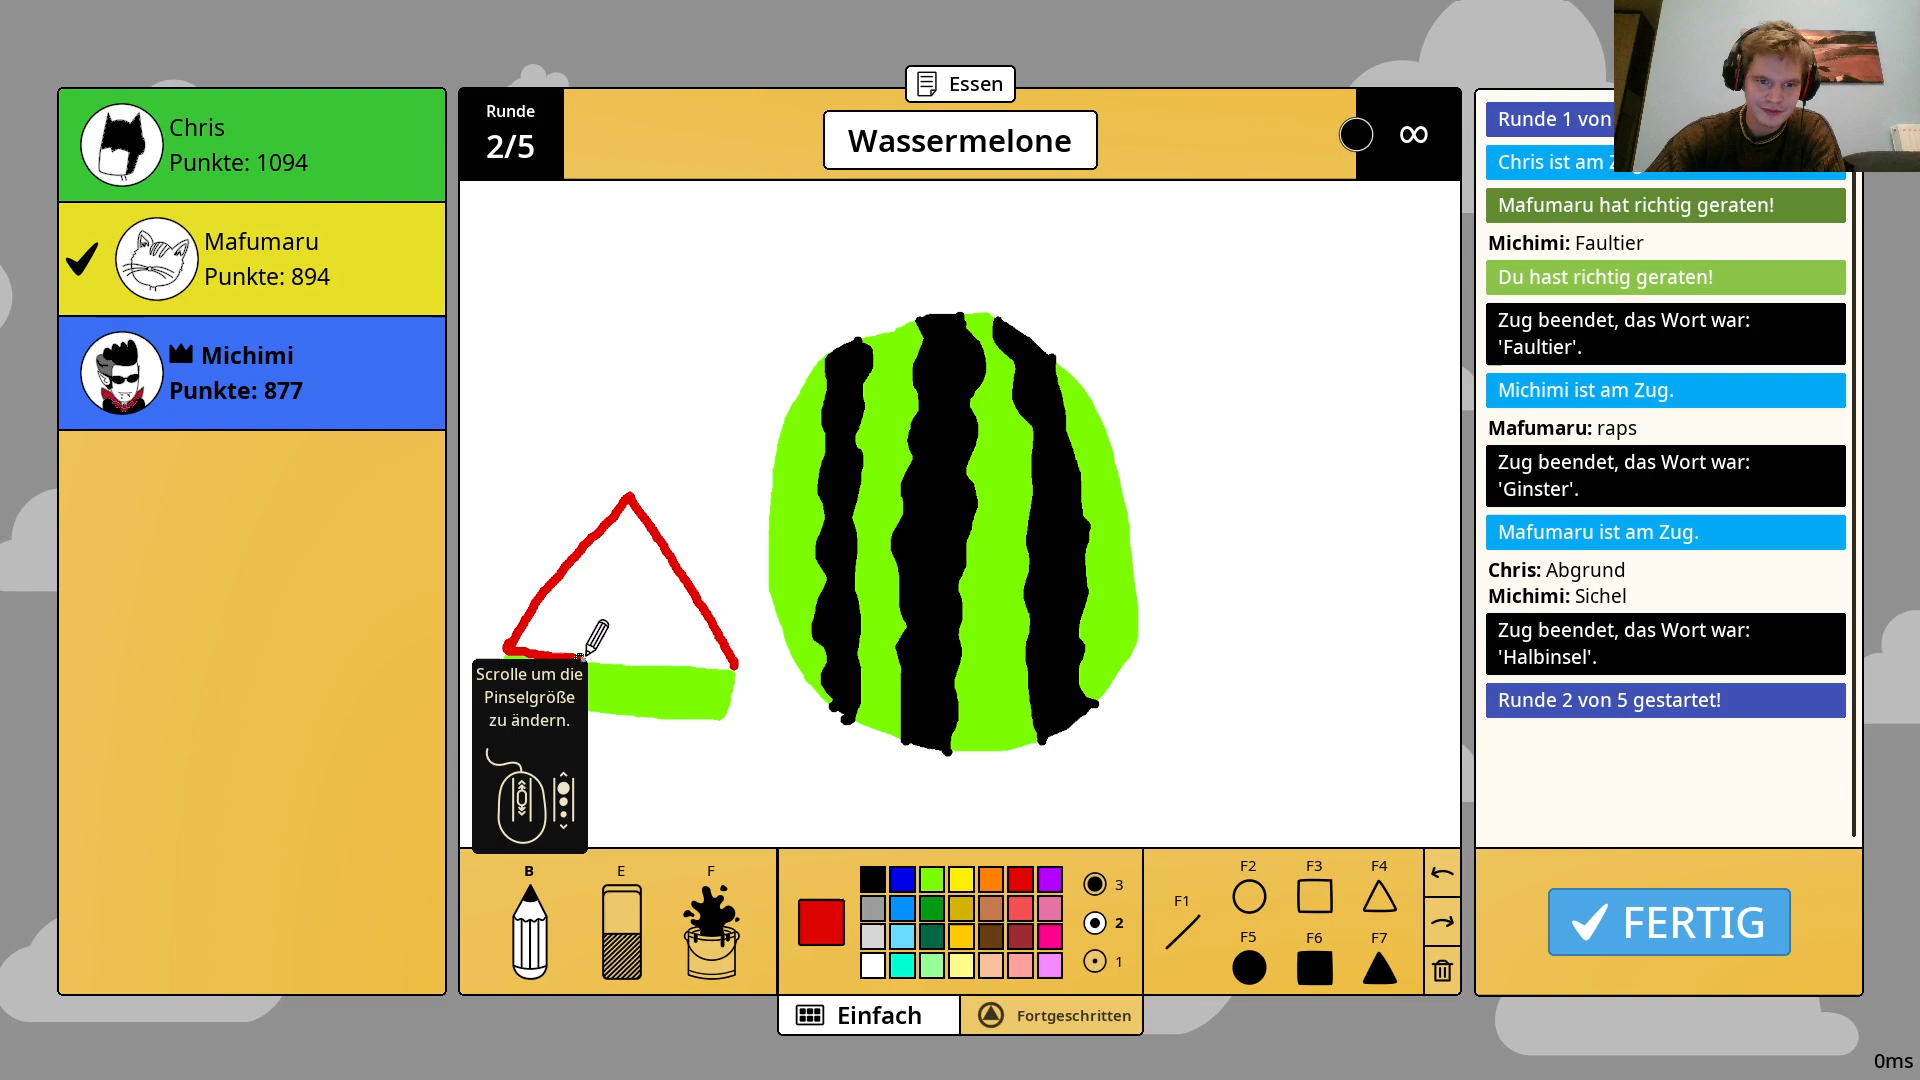 Essen
Runde
2/5
Wassermelone
∞
Chris
Punkte: 1094
Mafumaru
Punkte: 894
Michimi
Punkte: 877
Runde 1 von
Chris ist am
Mafumaru hat richtig geraten!
Michimi: Faultier
Du hast richtig geraten!
Zug beendet, das Wort war:
'Faultier'.
Michimi ist am Zug.
Mafumaru: raps
Zug beendet, das Wort war:
'Ginster'.
Mafumaru ist am Zug.
Chris: Abgrund
Michimi: Sichel
Zug beendet, das Wort war:
'Halbinsel'.
Runde 2 von 5 gestartet!
Scrolle um die
Pinselgröße
zu ändern.
B
E
F
3
2
1
F1
F2
F3
F4
F5
F6
F7
FERTIG
Einfach
Fortgeschritten
0ms